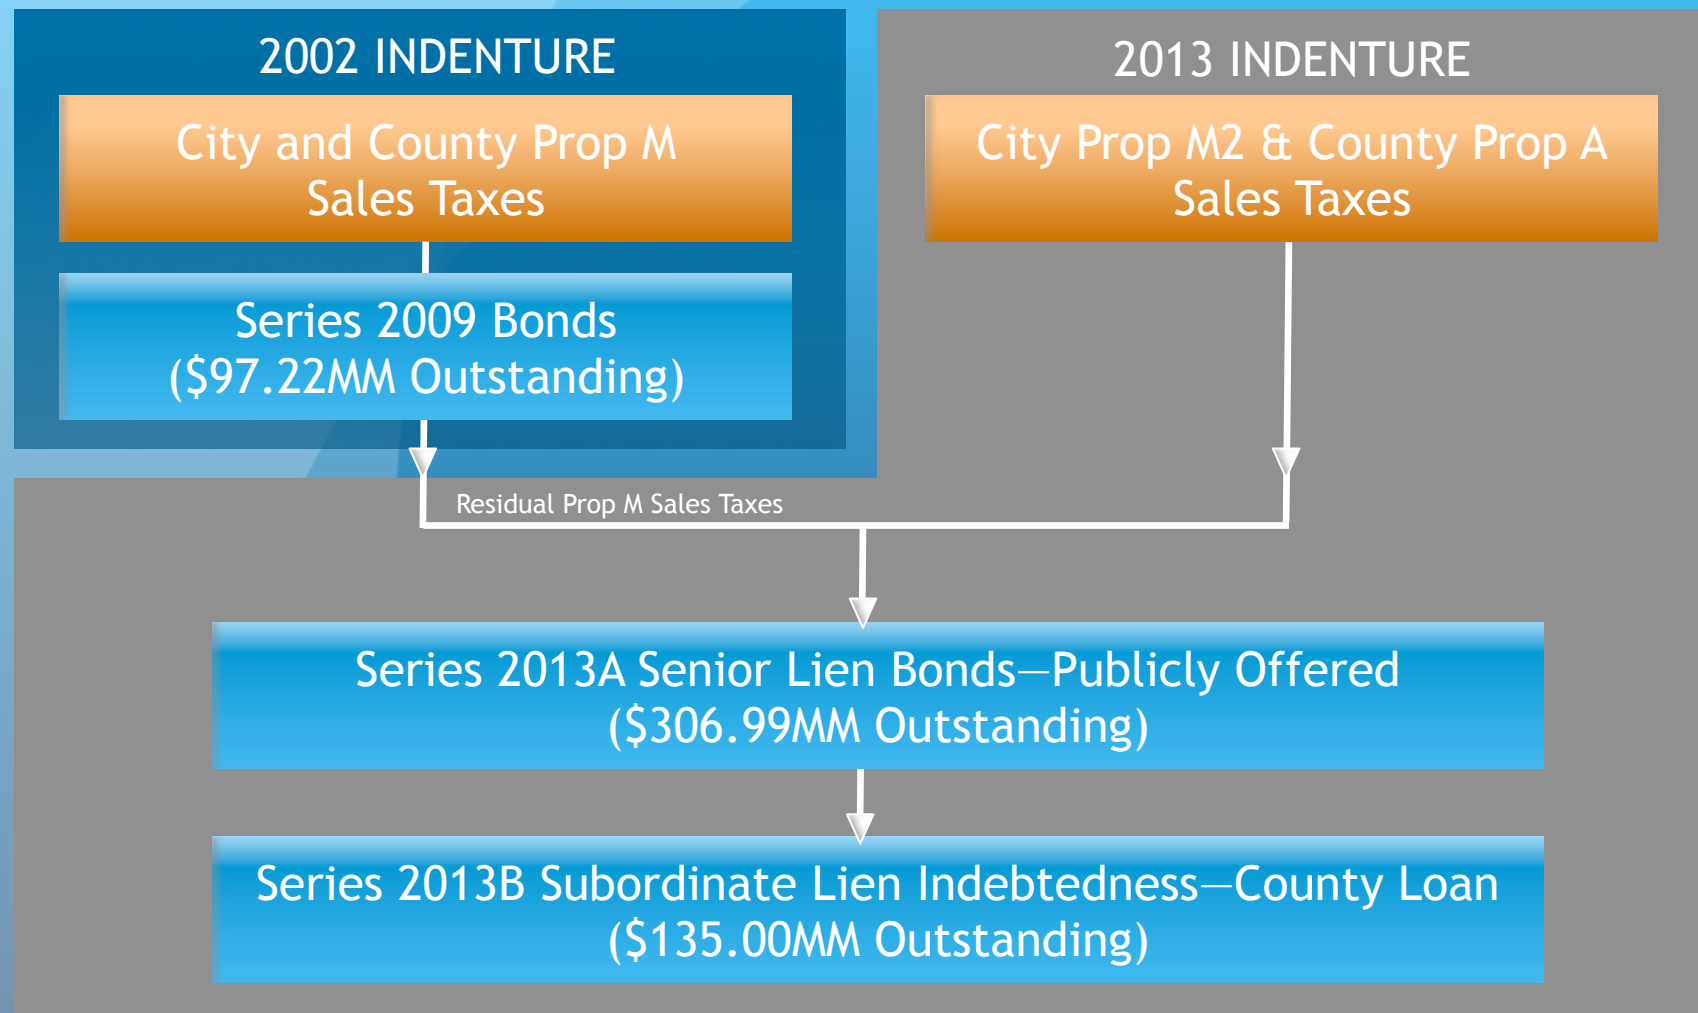 2002 INDENTURE
City and County Prop M
Sales Taxes
Series 2009 Bonds
($97.22MM Outstanding)
2013 INDENTURE
City Prop M2 & County Prop A
Sales Taxes
Residual Prop M Sales Taxes
Series 2013A Senior Lien Bonds—Publicly Offered
($306.99MM Outstanding)
Series 2013B Subordinate Lien Indebtedness—County Loan
($135.00MM Outstanding)